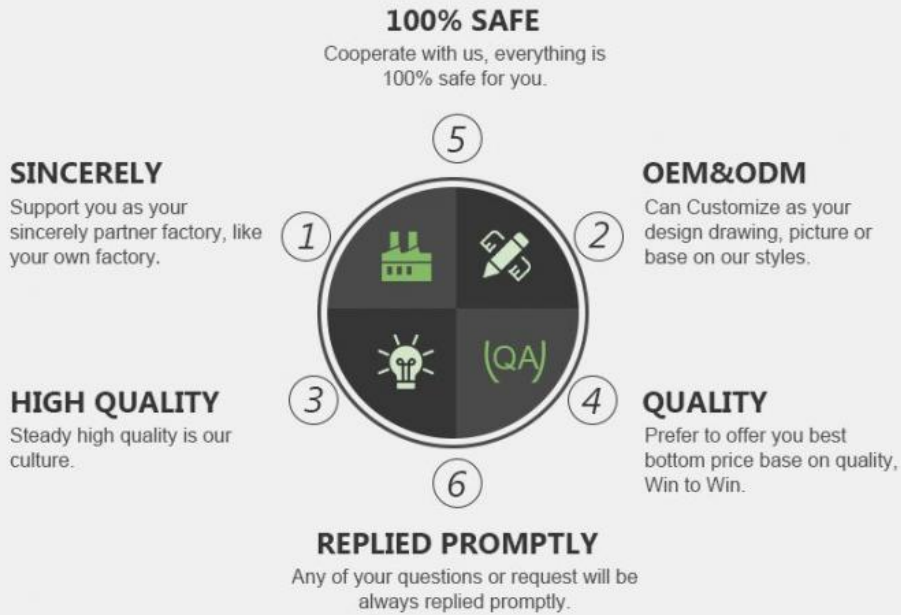 100% SAFE
Cooperate with us, everything is
100% safe for you.
5
SINCERELY
Support you as your
sincerely partner factory, like
your own factory.
1
OEM&ODM
Can Customize as your
design drawing, picture or
base on our styles.
2
HIGH QUALITY
Steady high quality is our
culture.
3
(QA)
4
QUALITY
Prefer to offer you best
bottom price base on quality,
Win to Win.
6
REPLIED PROMPTLY
Any of your questions or request will be
always replied promptly.